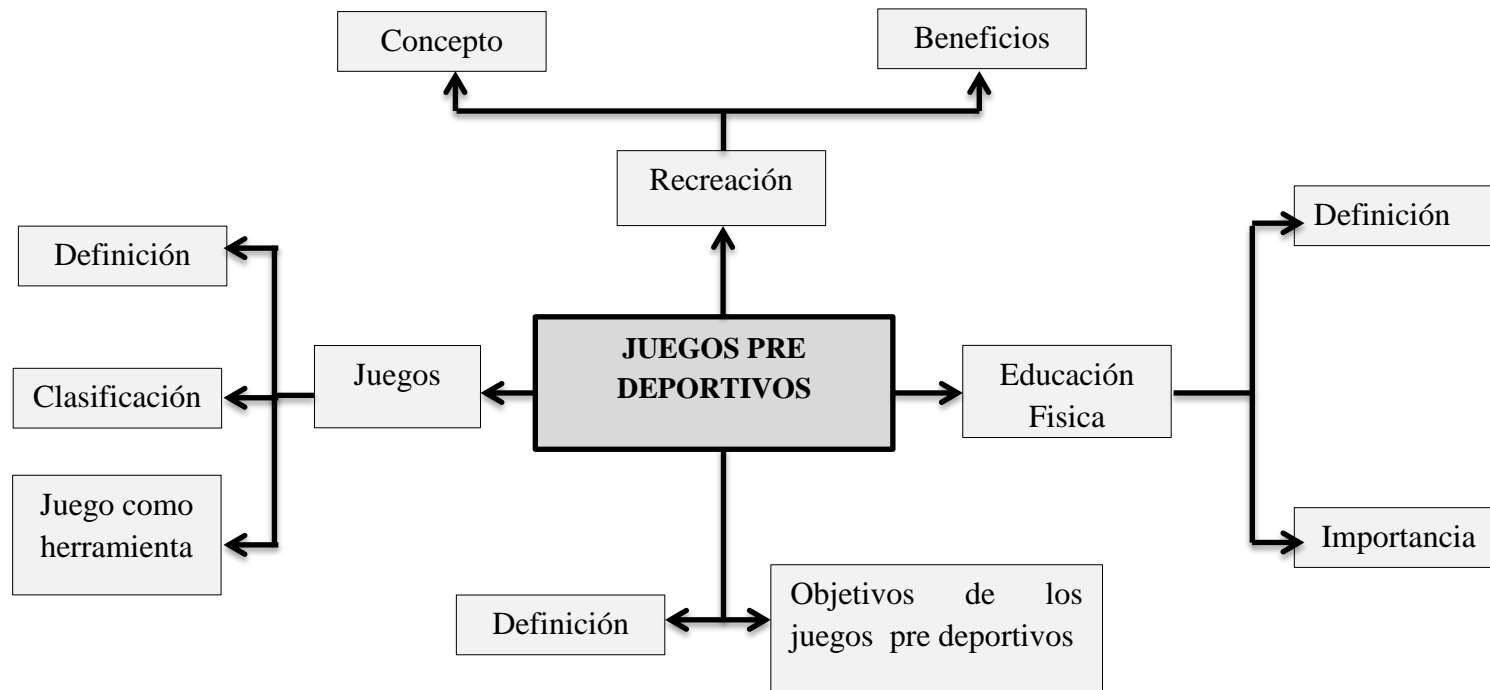 Concepto
Beneficios
Recreación
Definición
Definición
JUEGOS PRE
DEPORTIVOS
Juegos
Educación
Fisica
Clasificación
Juego como
herramienta
Importancia
Definición
Objetivos de los
juegos pre deportivos